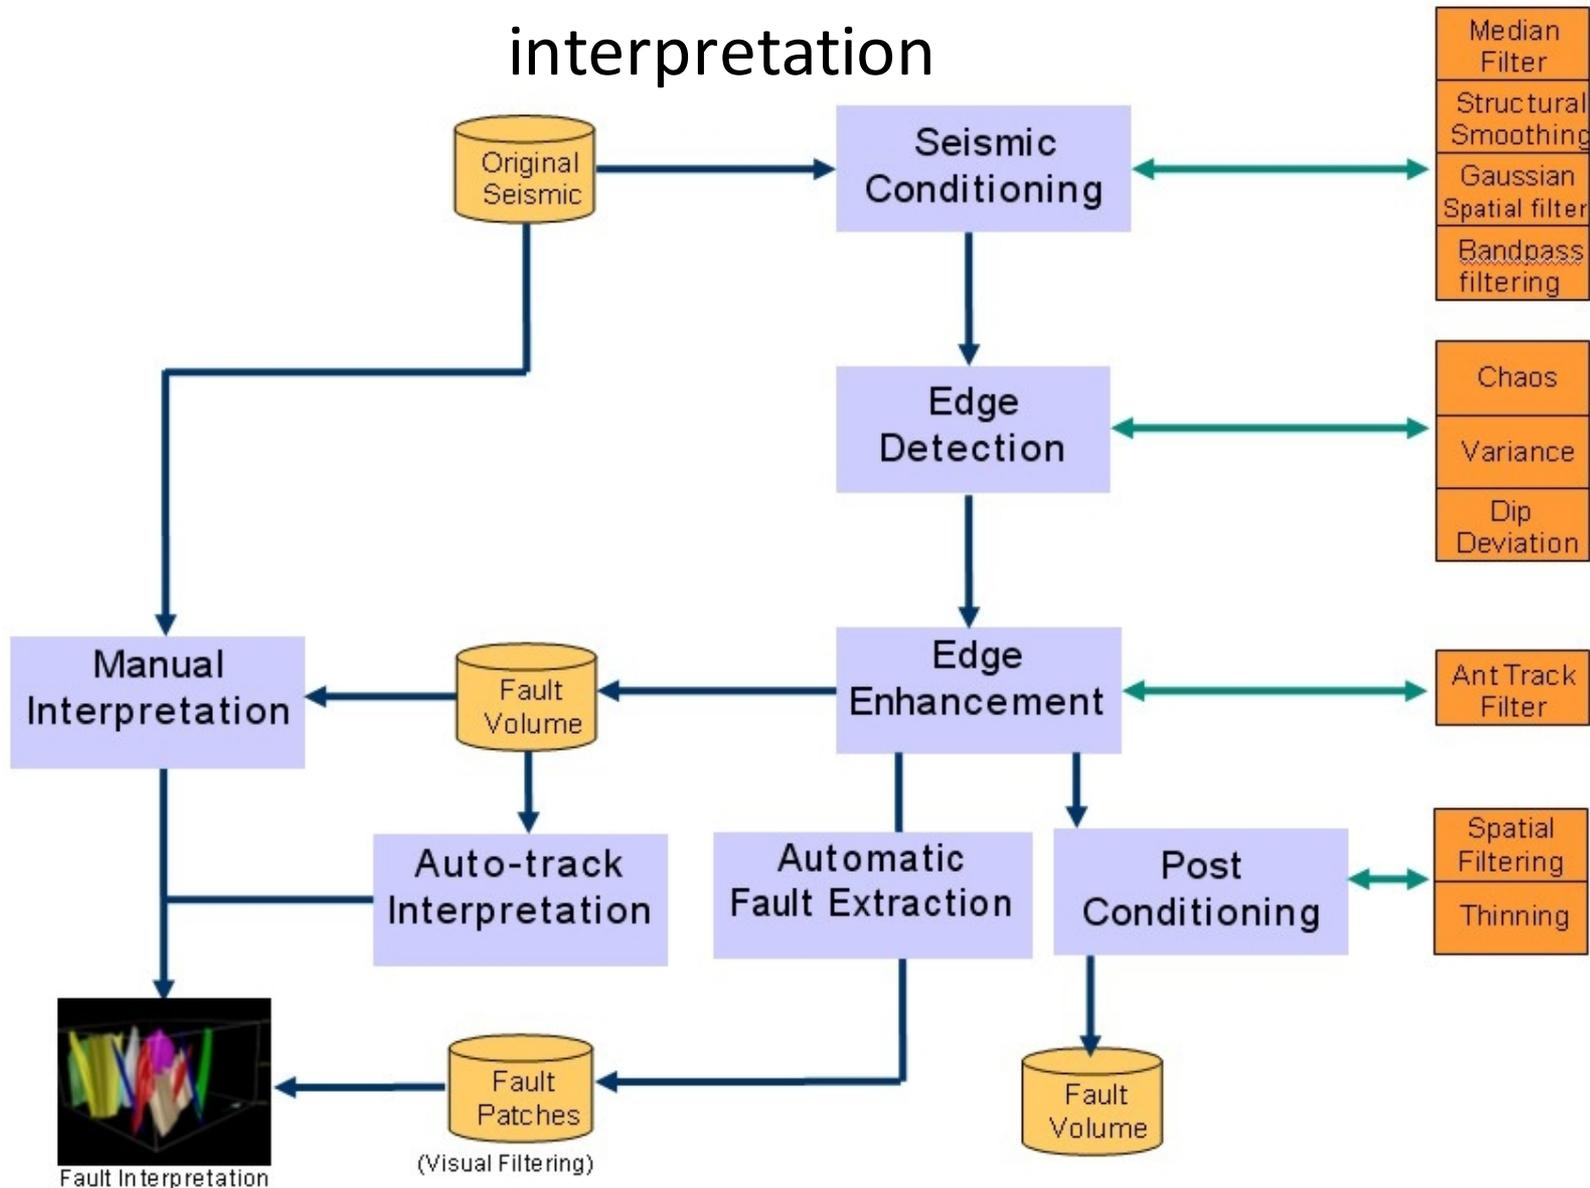 interpretation
Original
Seismic
Seismic
Conditioning
Median
Filter
Structural
Smoothing
Gaussian
Spatial filter
Bandpass
filtering
Edge
Detection
Chaos
Variance
Dip
Deviation
Manual
Interpretation
Fault
Volume
Edge
Enhancement
Ant Track
Filter
Auto-track
Interpretation
Automatic
Fault Extraction
Post
Conditioning
Spatial
Filtering
Thinning
Fault Interpretation
Fault
Patches
(Visual Filtering)
Fault
Volume